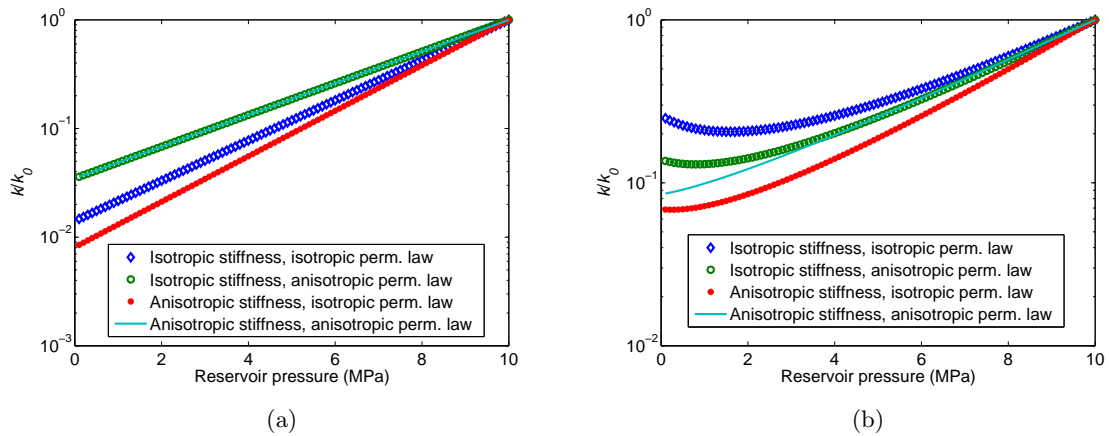 10^0
10^-1
10^-2
10^-3
k/k_0
0
2
4
6
8
10
Reservoir pressure (MPa)
Isotropic stiffness, isotropic perm. law
Isotropic stiffness, anisotropic perm. law
Anisotropic stiffness, isotropic perm. law
Anisotropic stiffness, anisotropic perm. law
(a)
10^0
10^-1
10^-2
k/k_0
0
2
4
6
8
10
Reservoir pressure (MPa)
Isotropic stiffness, isotropic perm. law
Isotropic stiffness, anisotropic perm. law
Anisotropic stiffness, isotropic perm. law
Anisotropic stiffness, anisotropic perm. law
(b)